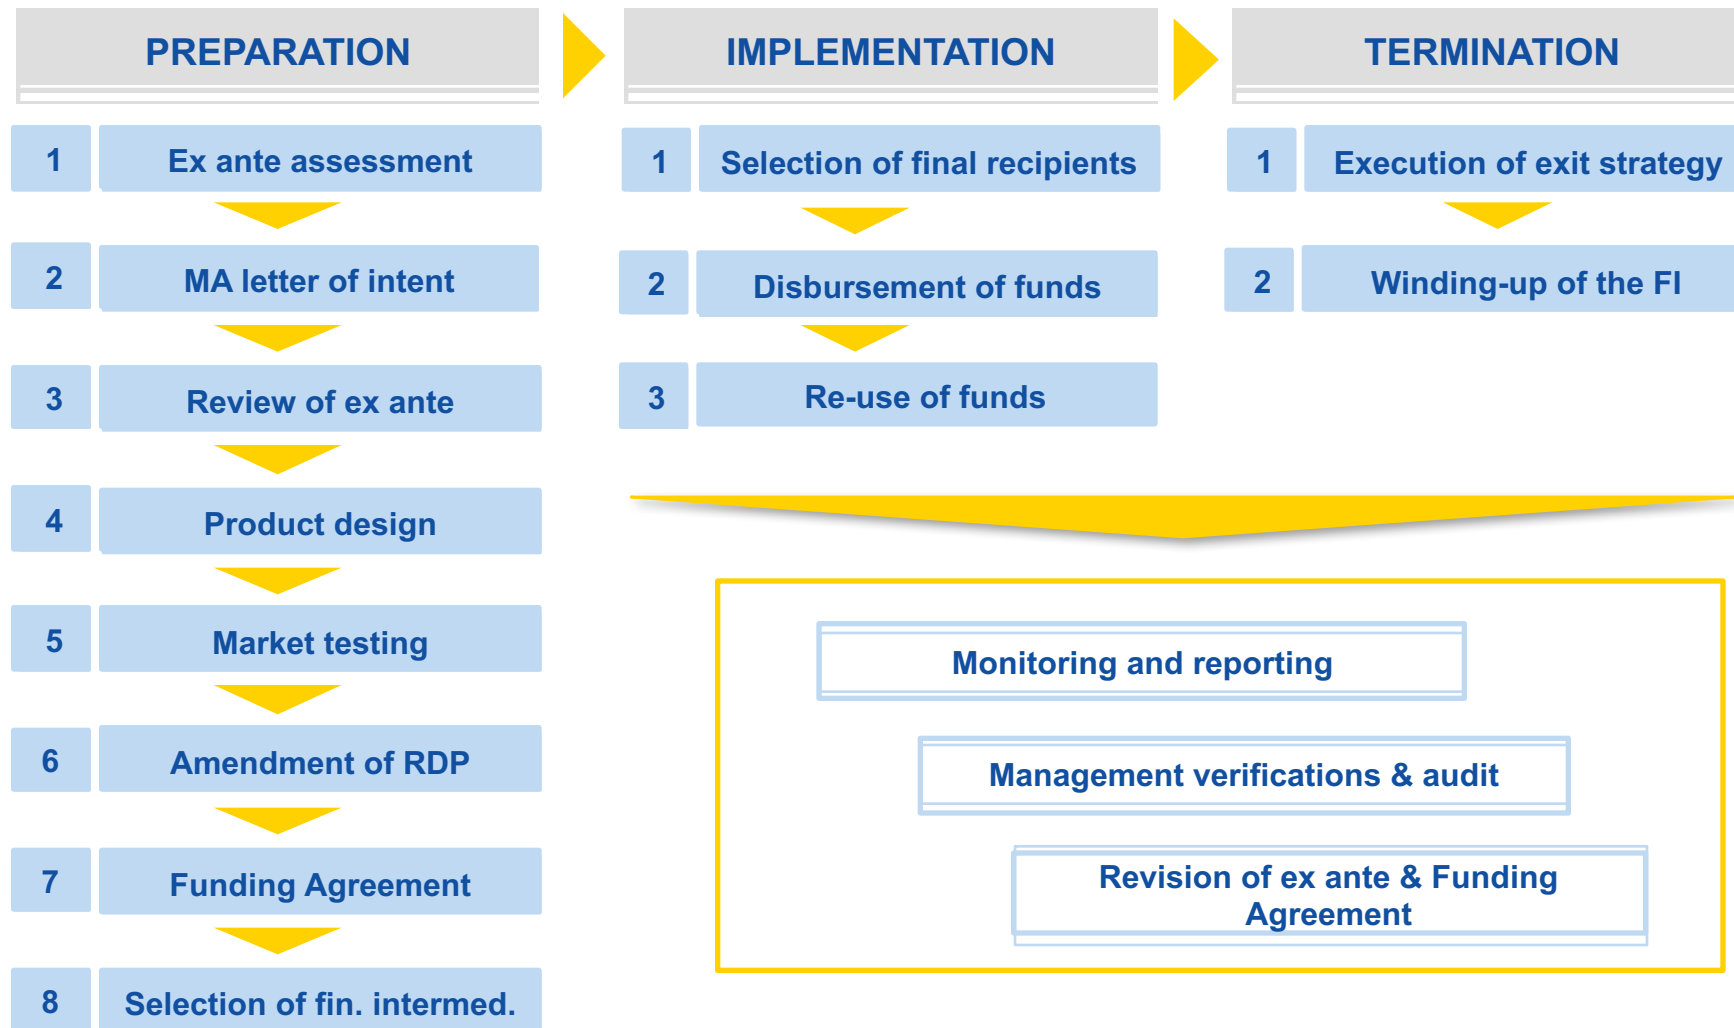 PREPARATION
IMPLEMENTATION
TERMINATION
1
Ex ante assessment
2
MA letter of intent
3
Review of ex ante
4
Product design
5
Market testing
6
Amendment of RDP
7
Funding Agreement
8
Selection of fin. intermed.
1
Selection of final recipients
2
Disbursement of funds
3
Re-use of funds
1
Execution of exit strategy
2
Winding-up of the FI
Monitoring and reporting
Management verifications & audit
Revision of ex ante & Funding
Agreement